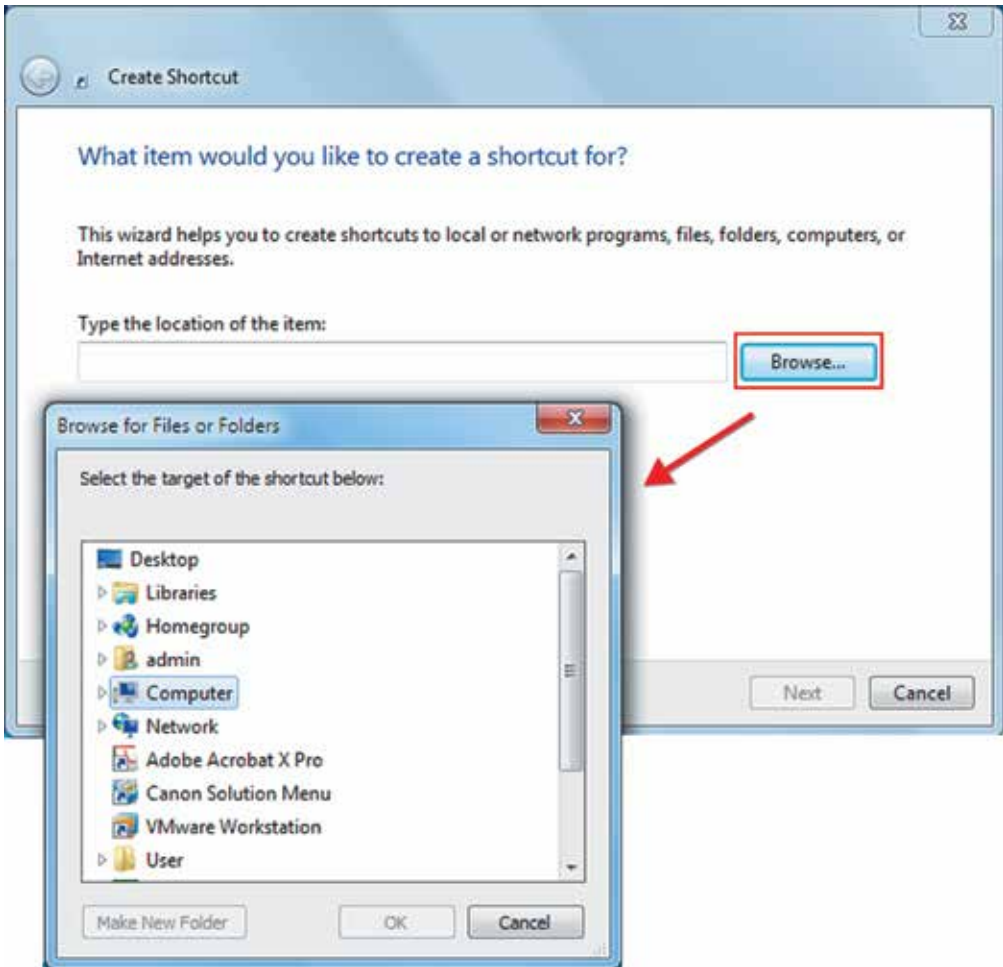 Create Shortcut
What item would you like to create a shortcut for?
This wizard helps you to create shortcuts to local or network programs, files, folders, computers, or
Internet addresses.
Type the location of the item:
Browse...
Browse for Files or Folders
Select the target of the shortcut below:
Desktop
Libraries
Homegroup
admin
Computer
Network
Adobe Acrobat X Pro
Canon Solution Menu
VMware Workstation
User
Make New Folder
OK
Cancel
Next
Cancel